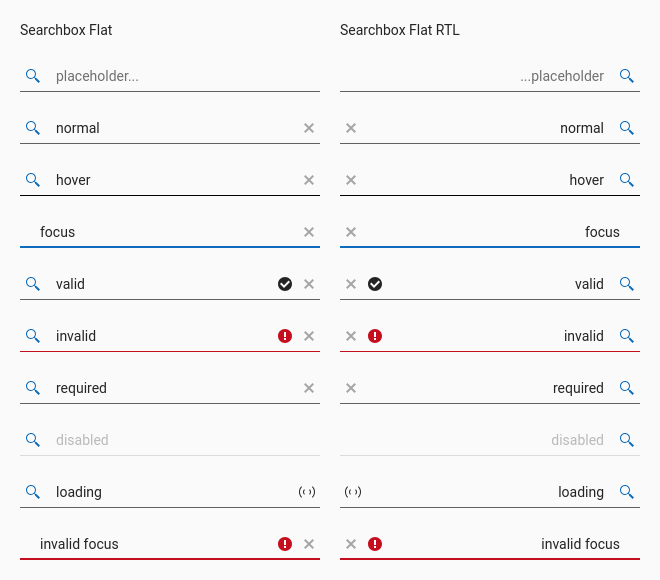 Searchbox Flat
placeholder...
normal
hover
focus
valid
invalid
required
disabled
loading
invalid focus
Searchbox Flat RTL
...placeholder
normal
hover
focus
valid
invalid
required
disabled
loading
invalid focus